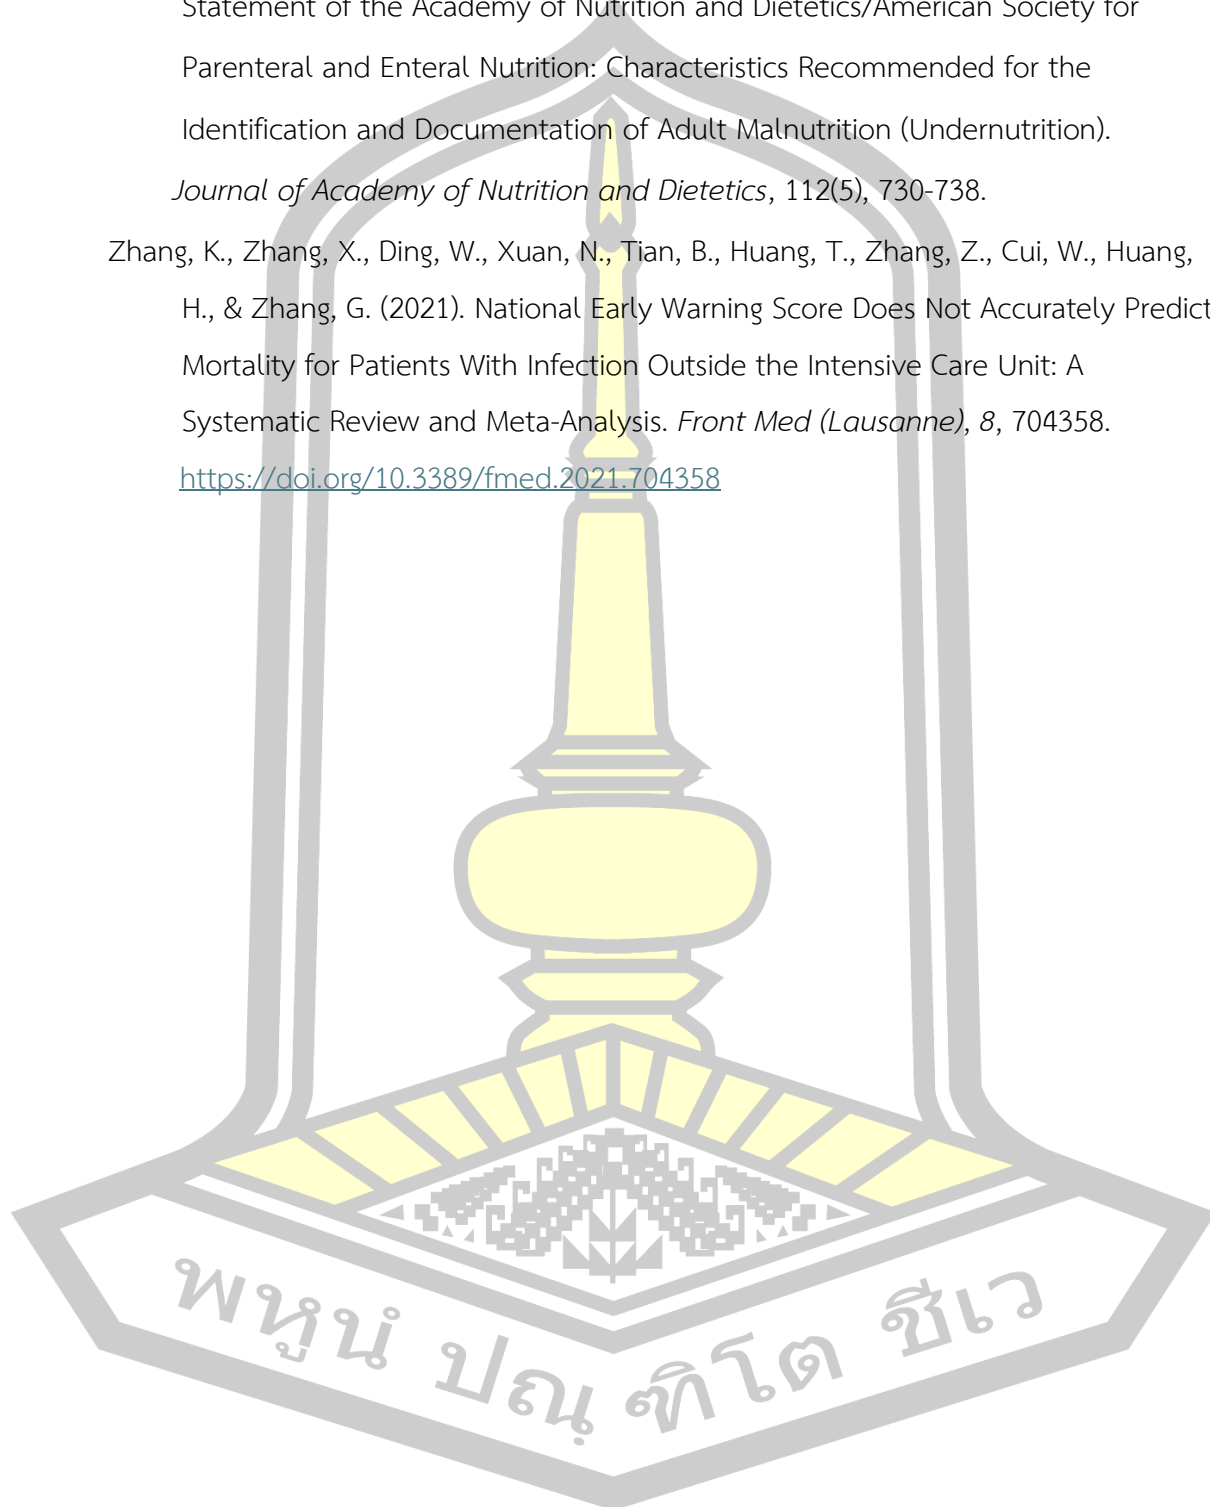 Statement of the Academy of Nutrition and Dietetics/American Society for
Parenteral and Enteral Nutrition: Characteristics Recommended for the
Identification and Documentation of Adult Malnutrition (Undernutrition).
Journal of Academy of Nutrition and Dietetics, 112(5), 730-738.
Zhang, K., Zhang, X., Ding, W., Xuan, N., Tian, B., Huang, T., Zhang, Z., Cui, W., Huang,
H., & Zhang, G. (2021). National Early Warning Score Does Not Accurately Predict
Mortality for Patients With Infection Outside the Intensive Care Unit: A
Systematic Review and Meta-Analysis. Front Med (Lausanne), 8, 704358.
https://doi.org/10.3389/fmed.2021.704358
พหูนํ ปณฺฑิโต ชีเว